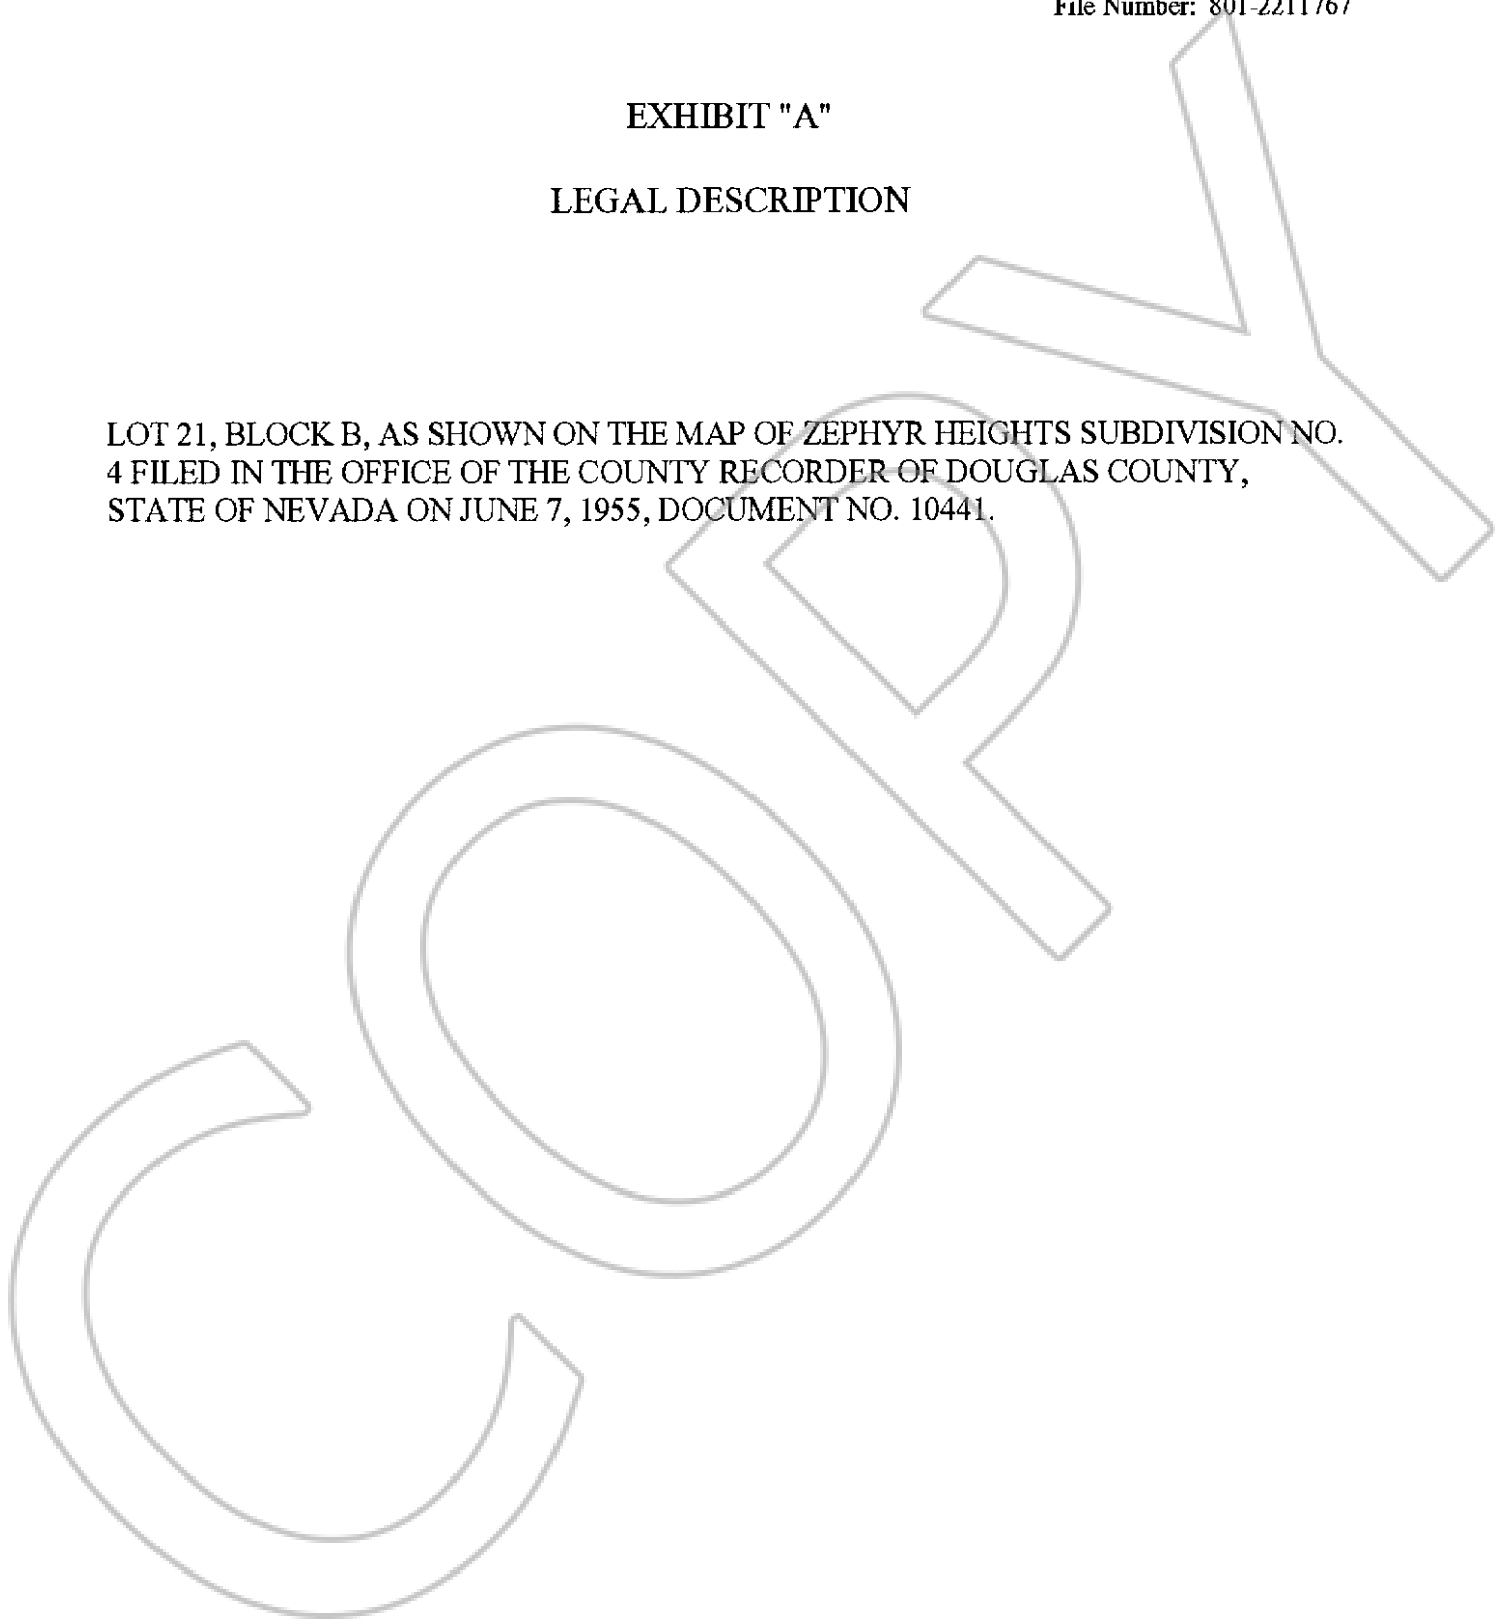 File Number: 801-2211767
EXHIBIT "A"
LEGAL DESCRIPTION
LOT 21, BLOCK B, AS SHOWN ON THE MAP OF ZEPHYR HEIGHTS SUBDIVISION NO.
4 FILED IN THE OFFICE OF THE COUNTY RECORDER OF DOUGLAS COUNTY,
STATE OF NEVADA ON JUNE 7, 1955, DOCUMENT NO. 10441.
COPY